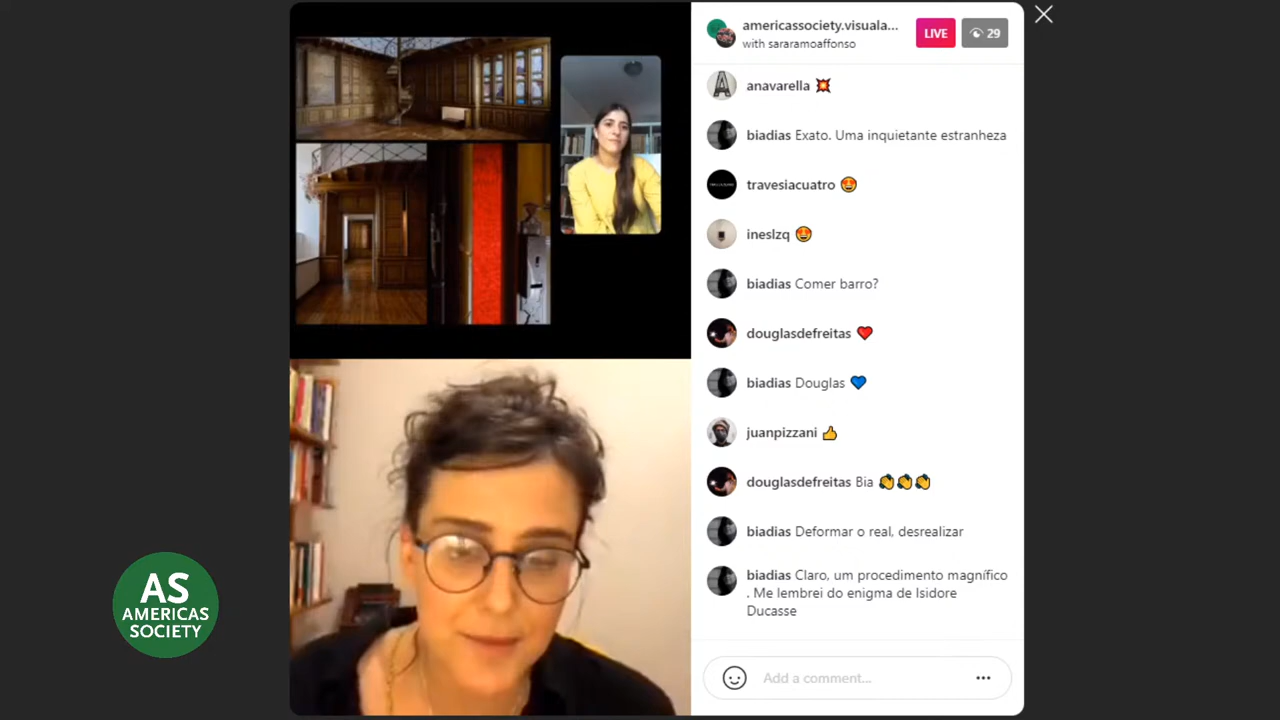 americassociety.visuala...
with sararamoaffonso
LIVE
29
anavarella 💥
biadias Exato. Uma inquietante estranheza
travesiacuatro 🤩
ineslzq 🤩
biadias Comer barro?
douglasdefreitas ❤️
biadias Douglas 💙
juanpizzani 👍
douglasdefreitas Bia 👏👏👏
biadias Deformar o real, desrealizar
biadias Claro, um procedimento magnífico
. Me lembrei do enigma de Isidore
Ducasse
Add a comment...
AS
AMERICAS
SOCIETY